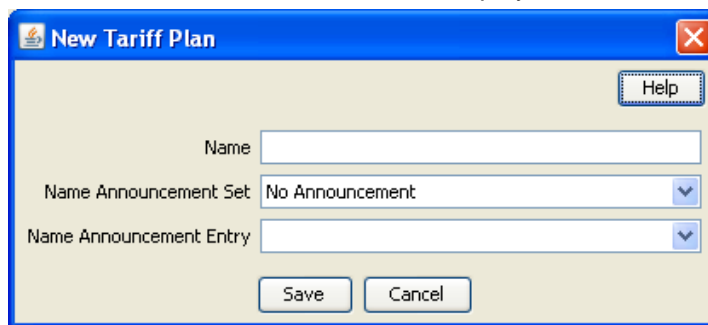 New Tariff Plan
Help
Name
Name Announcement Set No Announcement
Name Announcement Entry
Save Cancel